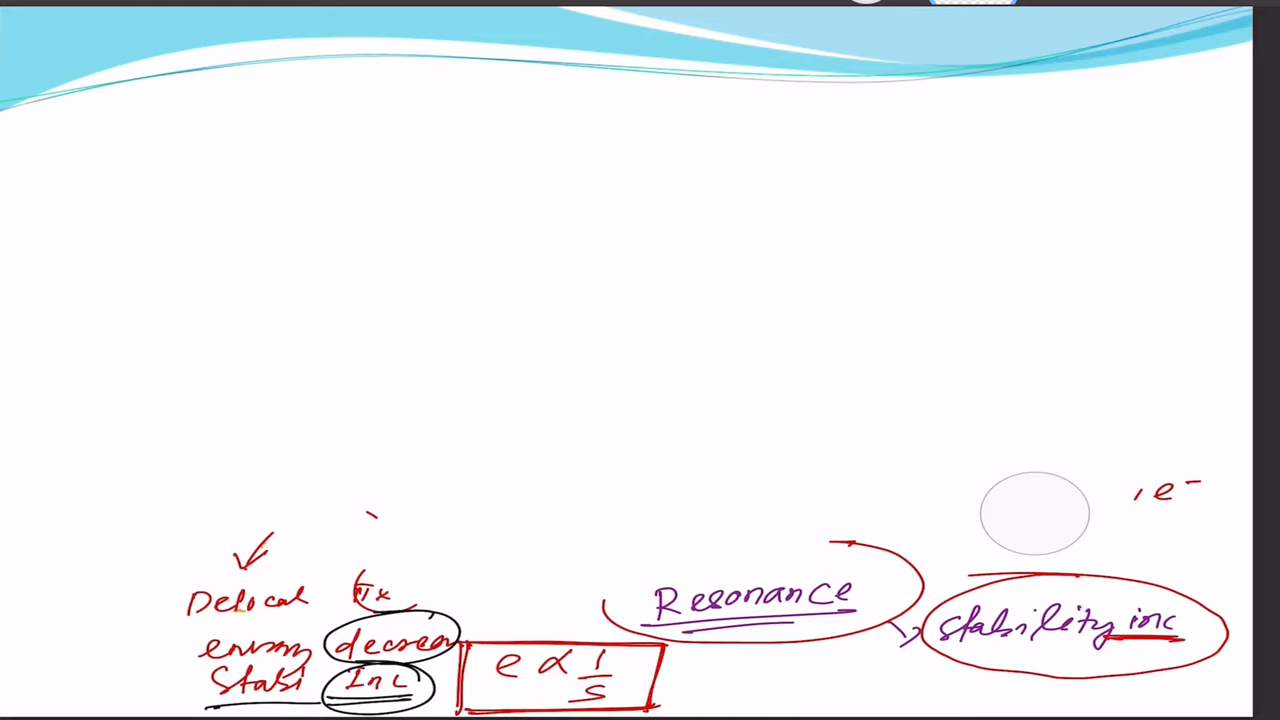 , e⁻
Delocal
Resonance
stability inc
energy decrea
Stabi Inc
e ∝ 1/s